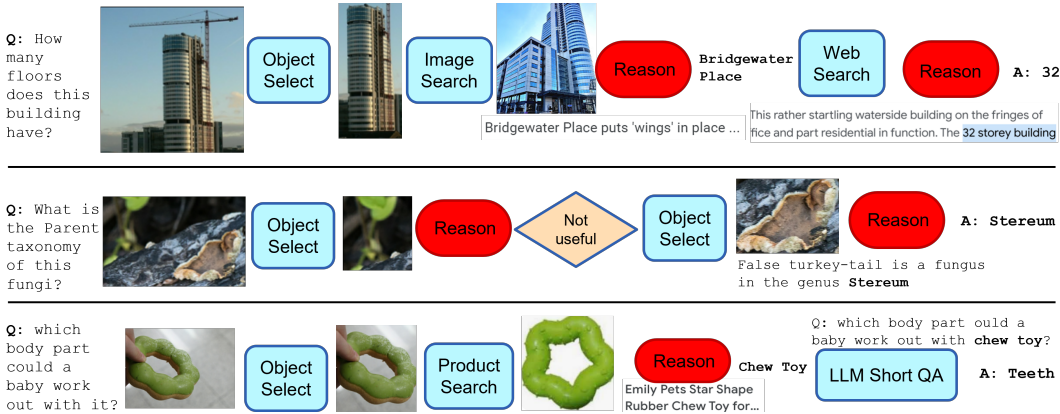 Q: How
many
floors
does this
building
have?
Object
Select
Image
Search
Bridgewater Place puts 'wings' in place ...
Reason
Bridgewater
Place
Web
Search
Reason
A: 32
This rather startling waterside building on the fringes of
fice and part residential in function. The 32 storey building
Q: What is
the Parent
taxonomy
of this
fungi?
Object
Select
Reason
Not
useful
Object
Select
False turkey-tail is a fungus
in the genus Stereum
Reason
A: Stereum
Q: which
body part
could a
baby work
out with it?
Object
Select
Product
Search
Reason
Emily Pets Star Shape
Rubber Chew Toy for...
Chew Toy
Q: which body part ould a
baby work out with chew toy?
LLM Short QA
A: Teeth